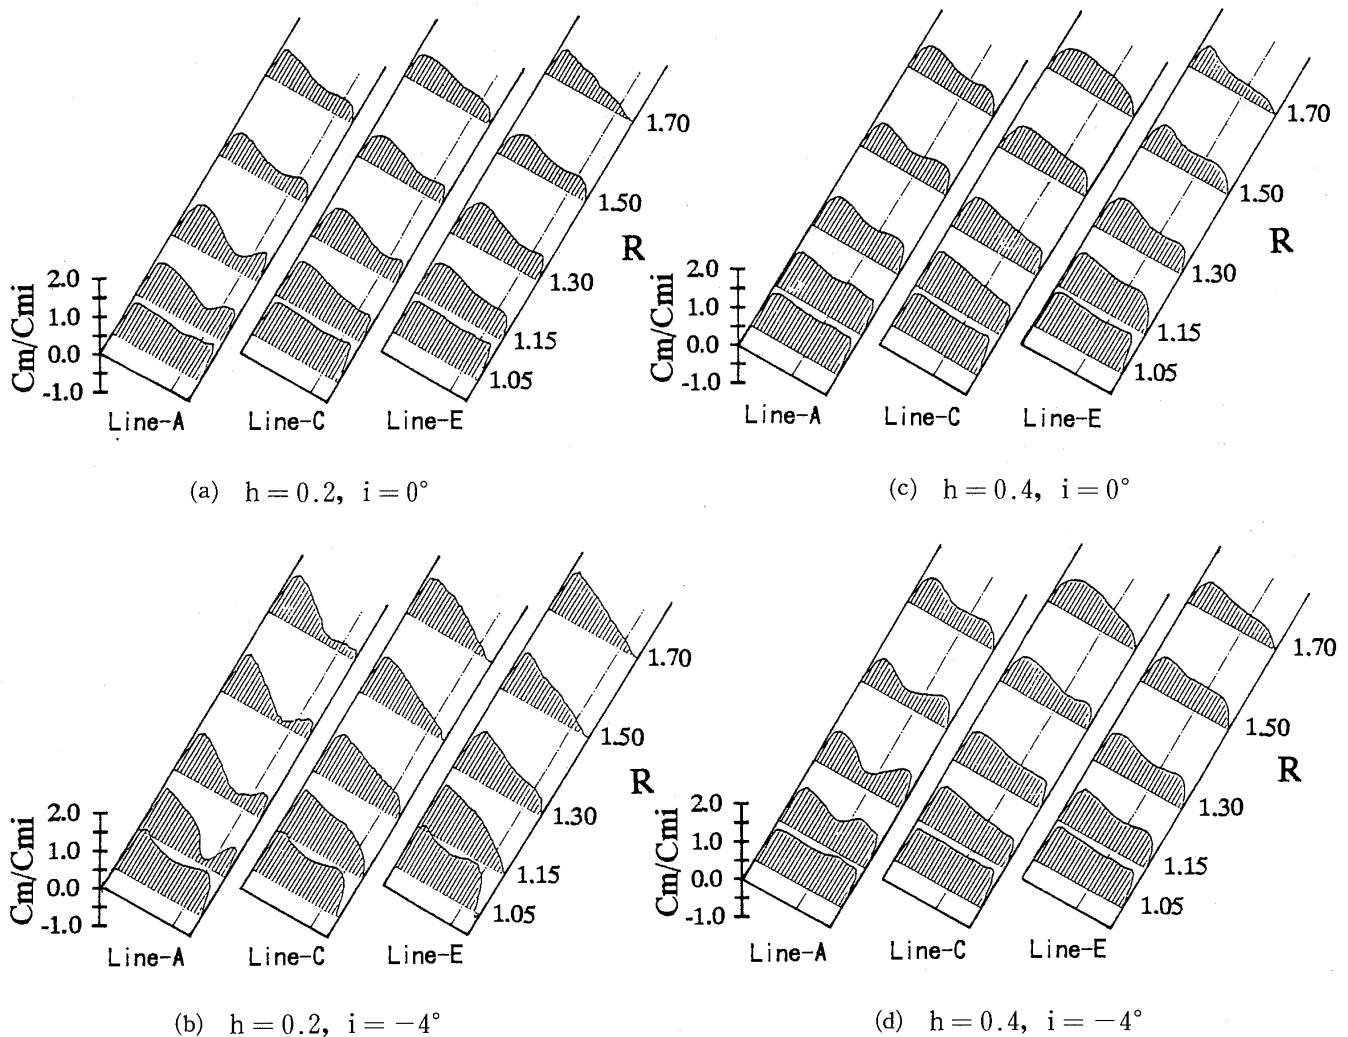 1.70
1.50
R
1.30
1.15
1.05
Cm/Cmi
2.0
1.0
0.0
-1.0
Line-A Line-C Line-E
(a) h=0.2, i=0°
1.70
1.50
R
1.30
1.15
1.05
Cm/Cmi
2.0
1.0
0.0
-1.0
Line-A Line-C Line-E
(c) h=0.4, i=0°
1.70
1.50
R
1.30
1.15
1.05
Cm/Cmi
2.0
1.0
0.0
-1.0
Line-A Line-C Line-E
(b) h=0.2, i=-4°
1.70
1.50
R
1.30
1.15
1.05
Cm/Cmi
2.0
1.0
0.0
-1.0
Line-A Line-C Line-E
(d) h=0.4, i=-4°